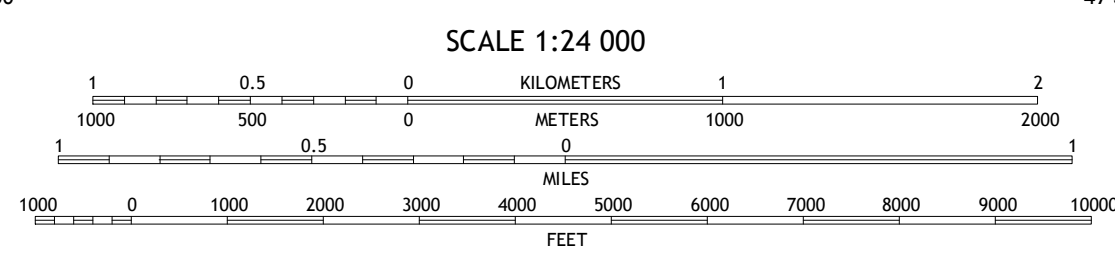 SCALE 1:24 000
1 0.5 0 KILOMETERS 1 2
1000 500 0 METERS 1000 2000
1 0.5 0 1
MILES
1000 0 1000 2000 3000 4000 5000 6000 7000 8000 9000 10000
FEET